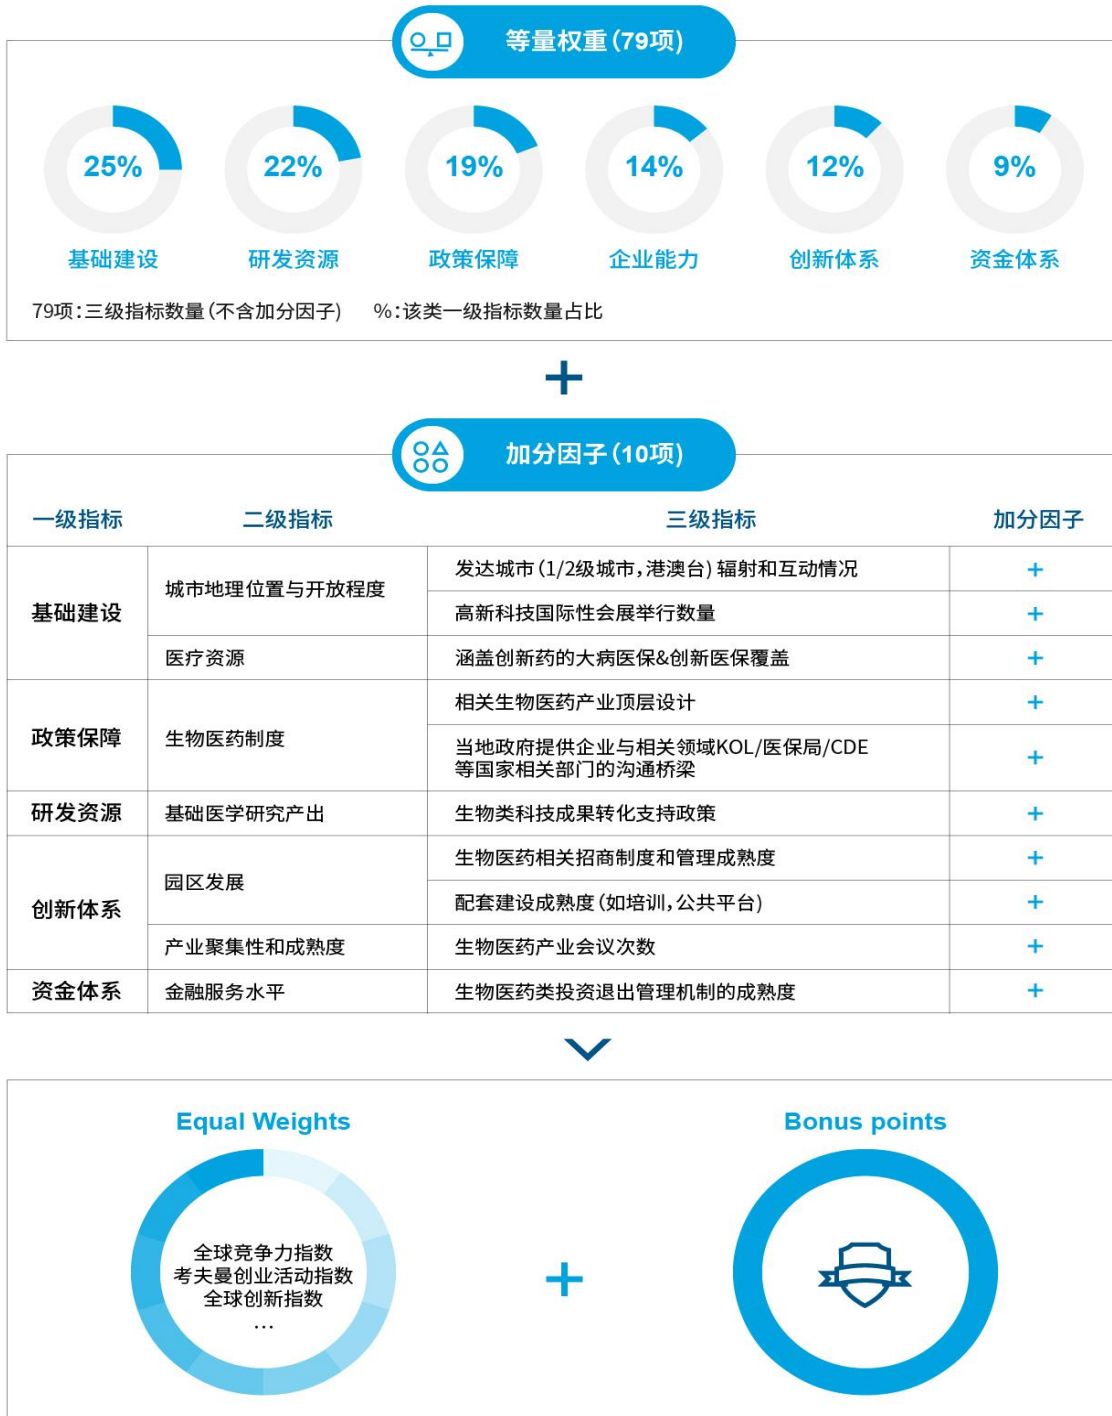 等量权重(79项)
25%
22%
19%
14%
12%
9%
基础建设
研发资源
政策保障
企业能力
创新体系
资金体系
79项:三级指标数量(不含加分因子) %:该类一级指标数量占比
+
加分因子(10项)
一级指标 二级指标 三级指标 加分因子
基础建设
城市地理位置与开放程度
发达城市(1/2级城市,港澳台)辐射和互动情况 +
高新科技国际性会展举行数量 +
医疗资源 涵盖创新药的大病医保&创新医保覆盖 +
政策保障
生物医药制度
相关生物医药产业顶层设计 +
当地政府提供企业与相关领域KOL/医保局/CDE
等国家相关部门的沟通桥梁 +
研发资源 基础医学研究产出 生物类科技成果转化支持政策 +
创新体系
园区发展
生物医药相关招商制度和管理成熟度 +
配套建设成熟度(如培训,公共平台) +
产业聚集性和成熟度 生物医药产业会议次数 +
资金体系 金融服务水平 生物医药类投资退出管理机制的成熟度 +
Equal Weights
全球竞争力指数
考夫曼创业活动指数
全球创新指数
…
+
Bonus points